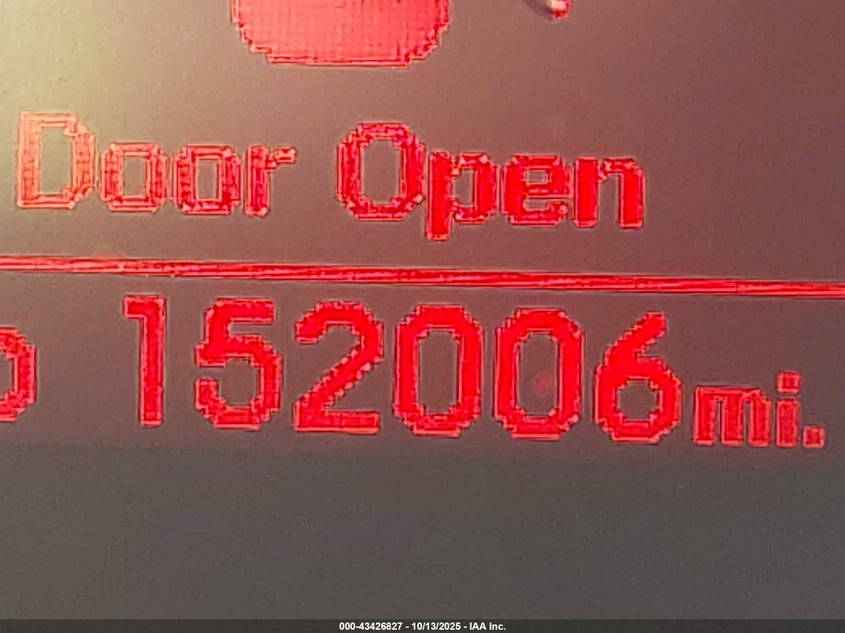 Door Open
152006mi.
000-43426827 - 10/13/2025 - IAA Inc.